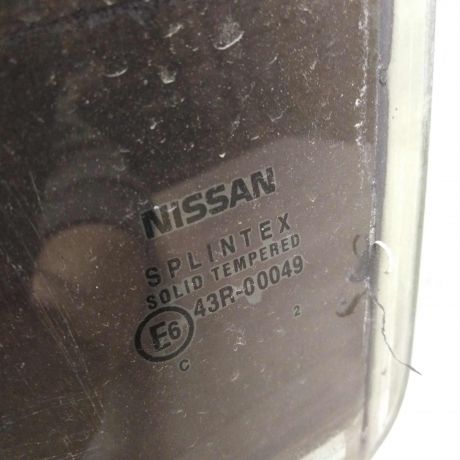 NISSAN
SPLINTEX
SOLID TEMPERED
E6 43R-00049
C 2